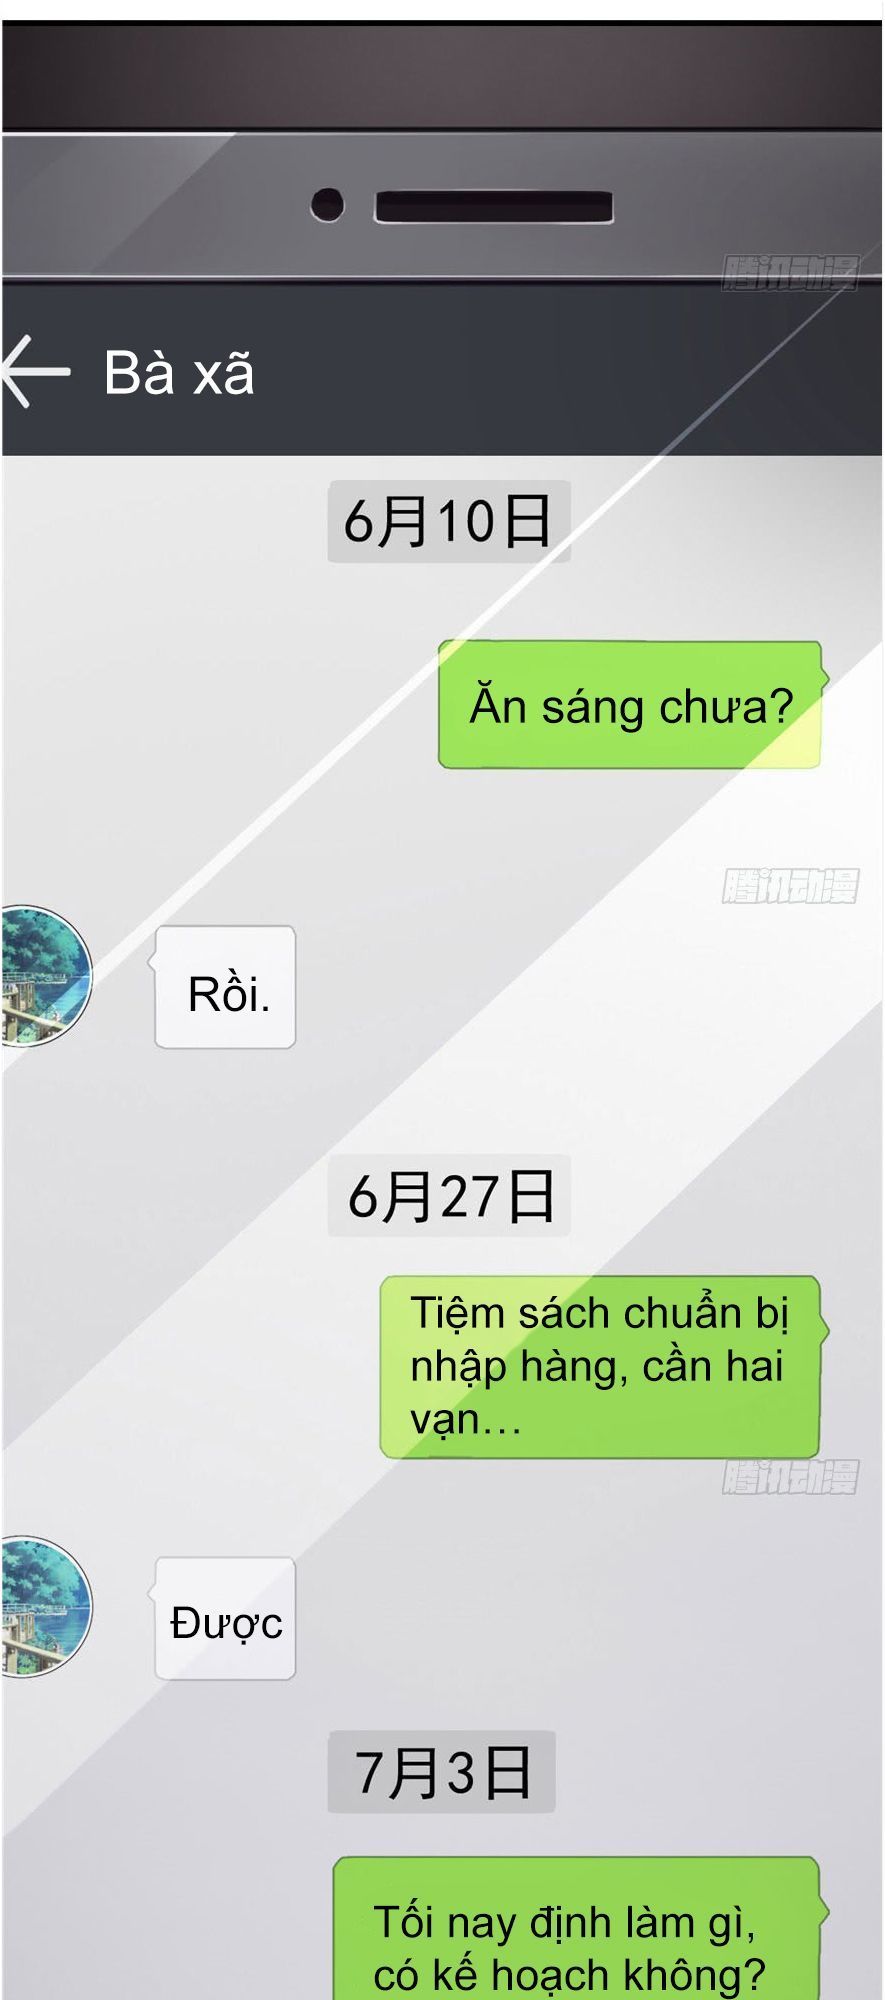 腾讯动漫
Bà xã
6月10日
Ăn sáng chưa?
腾讯动漫
Rồi.
6月27日
Tiệm sách chuẩn bị
nhập hàng, cần hai
vạn...
腾讯动漫
Được
7月3日
Tối nay định làm gì,
có kế hoạch không?